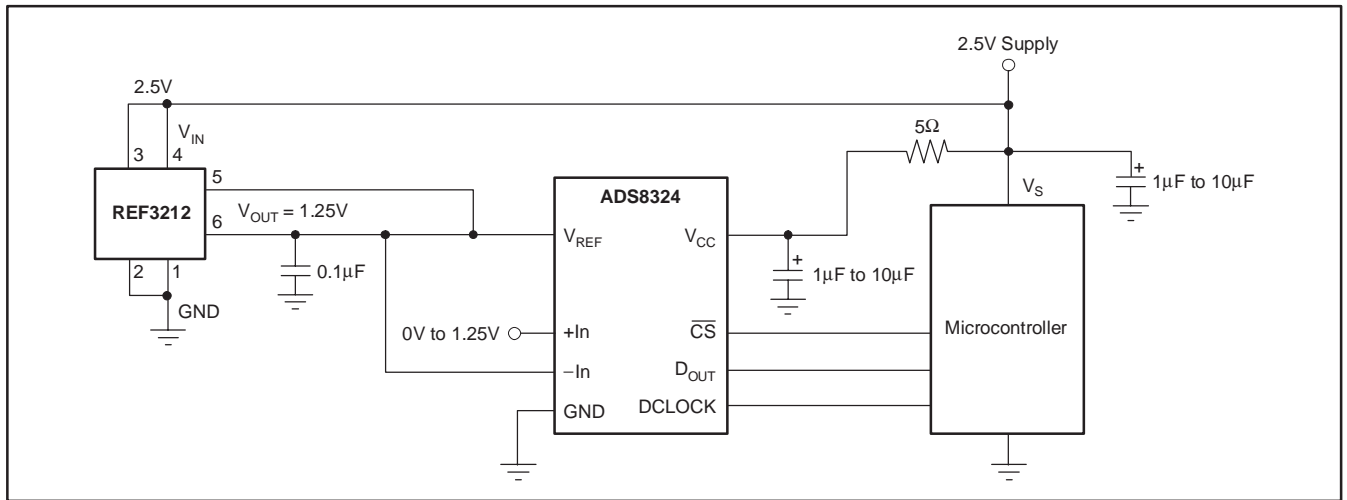 2.5V Supply
2.5V
V_IN
3 4
5Ω
5
REF3212
V_OUT = 1.25V
6
2 1
GND
0.1μF
ADS8324
V_REF
V_CC
0V to 1.25V
+In
−In
GND
C̅S̅
D_OUT
DCLOCK
+
1μF to 10μF
V_S
+
1μF to 10μF
Microcontroller